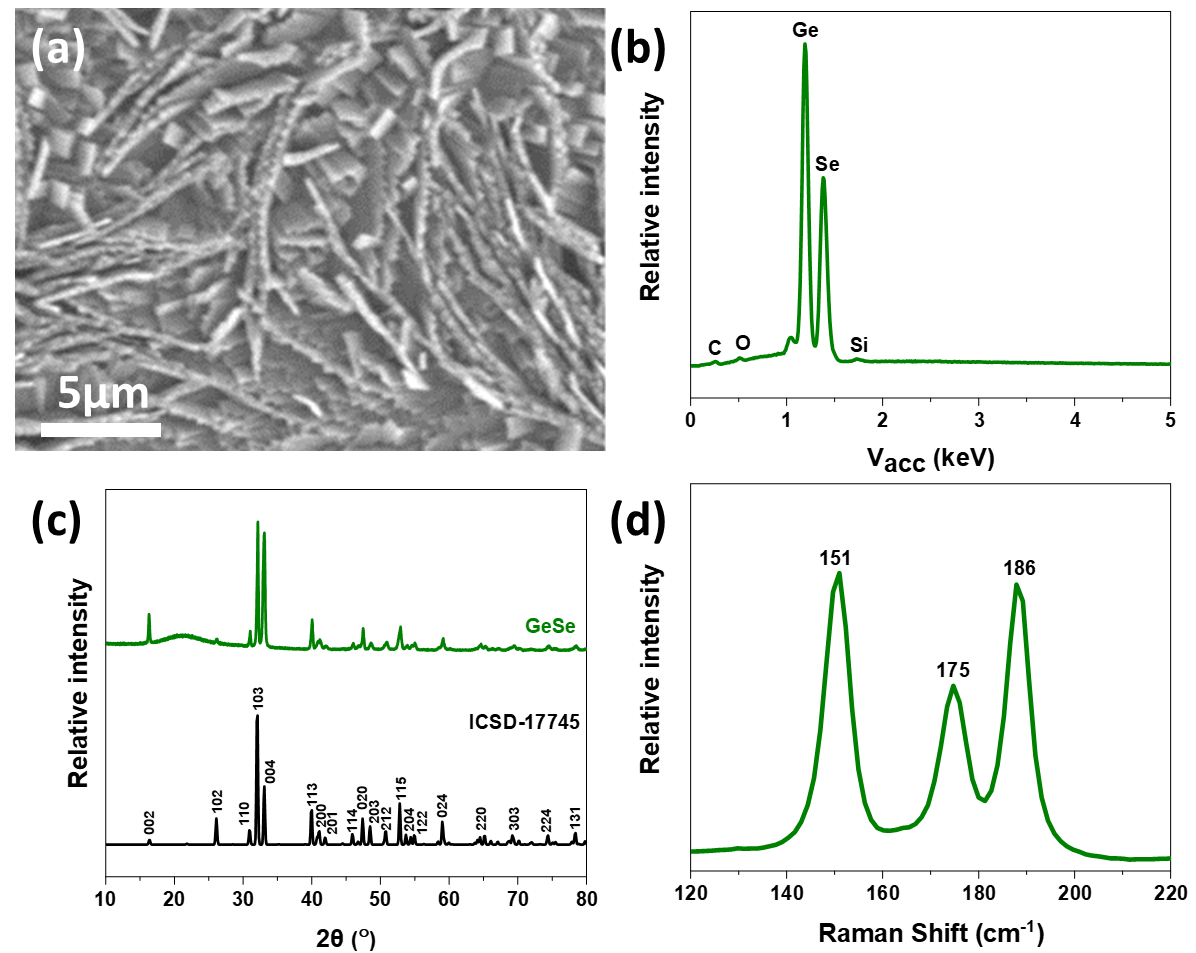 (a)
5μm
(b)
Relative intensity
Ge
Se
C
O
Si
0 1 2 3 4 5
Vacc (keV)
(c)
Relative intensity
GeSe
ICSD-17745
002
102
110
103
004
113
200
201
114
020
203
212
115
204
122
024
220
303
224
131
10 20 30 40 50 60 70 80
2θ (°)
(d)
Relative intensity
151
175
186
120 140 160 180 200 220
Raman Shift (cm⁻¹)